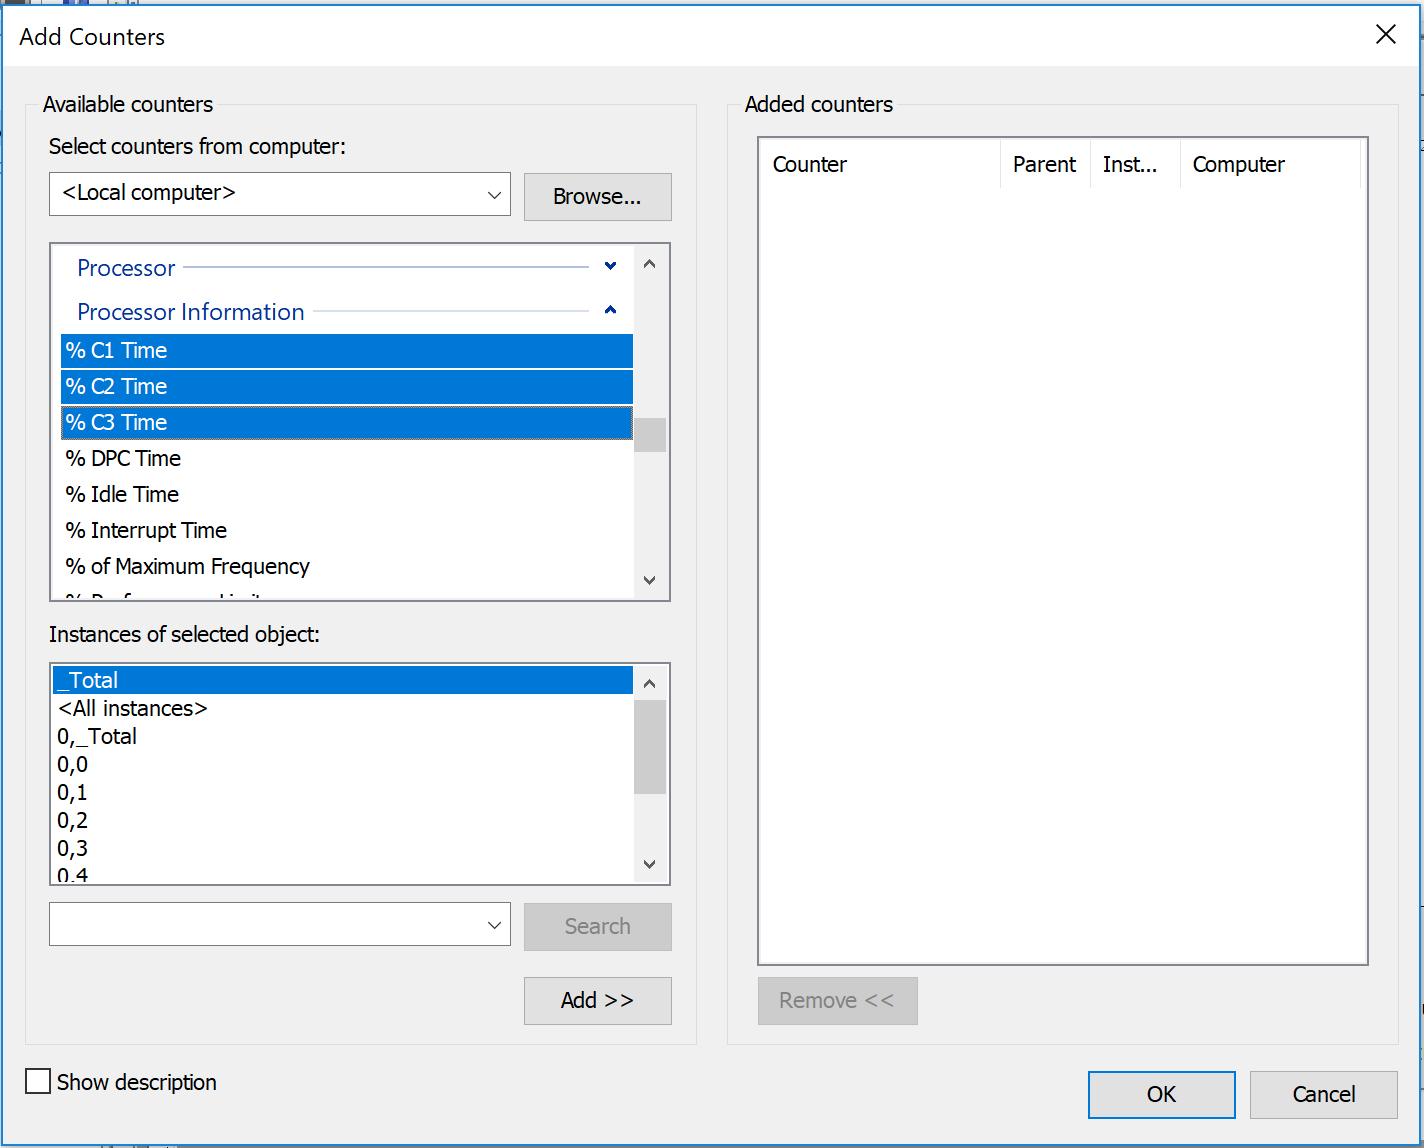 Add Counters
Available counters
Select counters from computer:
<Local computer>
Browse...
Processor
Processor Information
% C1 Time
% C2 Time
% C3 Time
% DPC Time
% Idle Time
% Interrupt Time
% of Maximum Frequency
Instances of selected object:
_Total
<All instances>
0,_Total
0,0
0,1
0,2
0,3
0,4
Search
Add >>
Show description
Added counters
Counter Parent Inst... Computer
Remove <<
OK Cancel